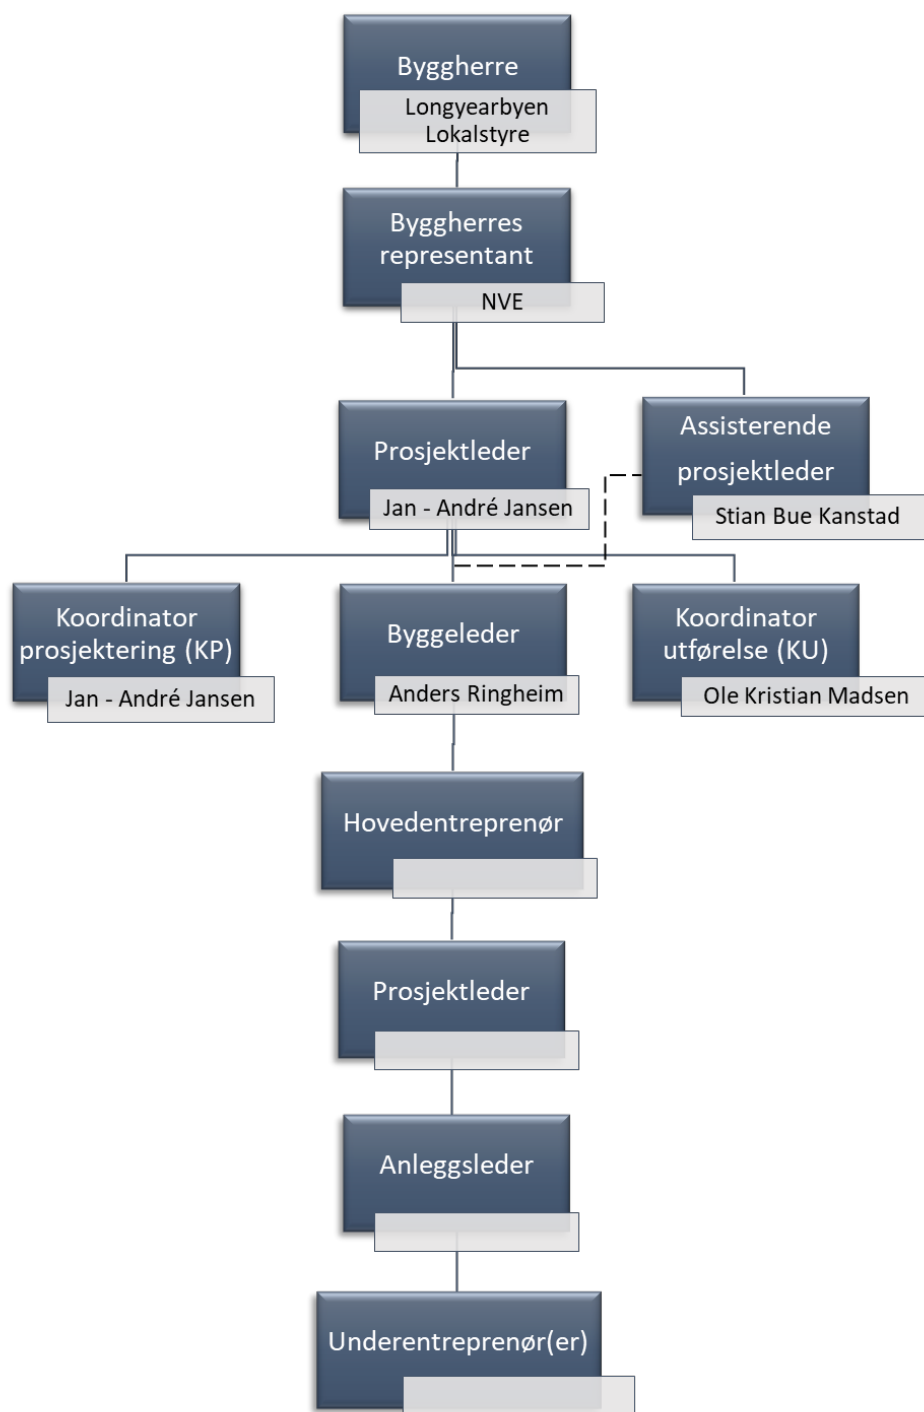 Byggherre
Longyearbyen
Lokalstyre
Byggherres
representant
NVE
Prosjektleder
Jan - André Jansen
Assisterende
prosjektleder
Stian Bue Kanstad
Koordinator
prosjektering (KP)
Jan - André Jansen
Byggeleder
Anders Ringheim
Koordinator
utførelse (KU)
Ole Kristian Madsen
Hovedentreprenør
Prosjektleder
Anleggsleder
Underentreprenør(er)